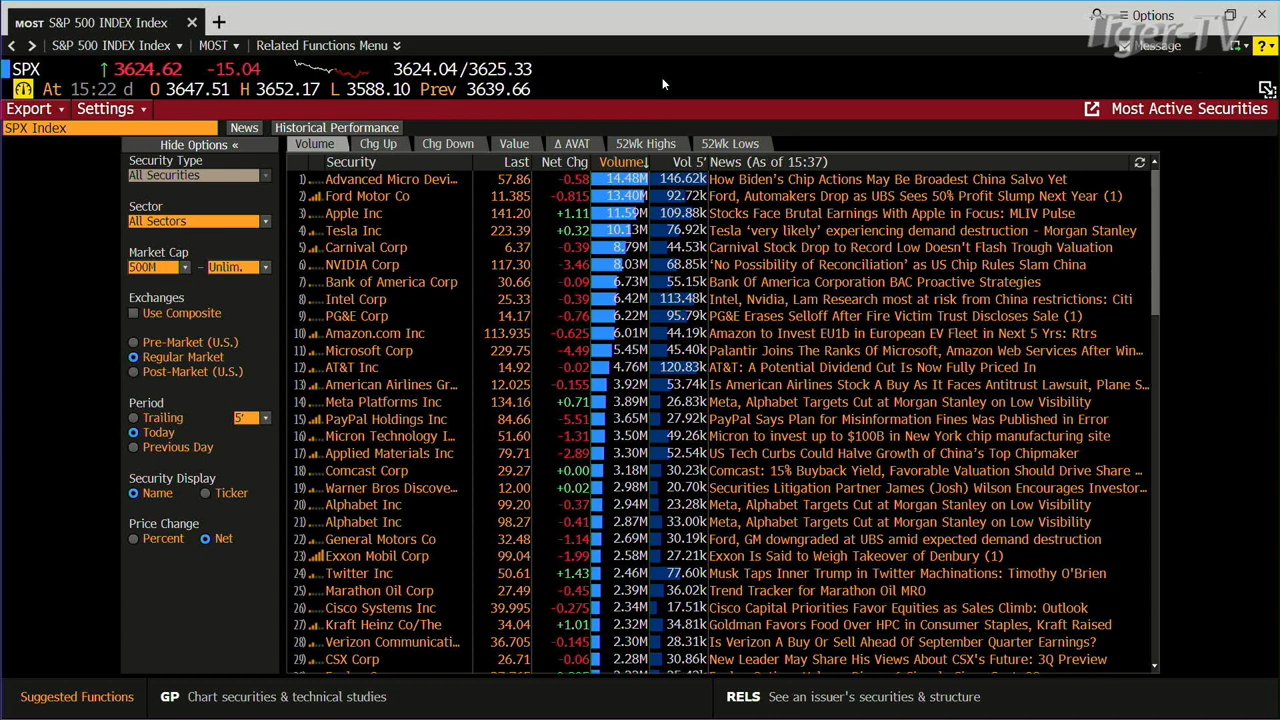 MOST S&P 500 INDEX Index × +
Options
S&P 500 INDEX Index MOST Related Functions Menu
Message
Tiger-TV
SPX ↑ 3624.62 -15.04 3624.04/3625.33
At 15:22 d O 3647.51 H 3652.17 L 3588.10 Prev 3639.66
Export Settings Most Active Securities
SPX Index News Historical Performance
Hide Options «
Security Type
All Securities
Sector
All Sectors
Market Cap
500M – Unlim.
Exchanges
Use Composite
Pre-Market (U.S.)
Regular Market
Post-Market (U.S.)
Period
Trailing 5'
Today
Previous Day
Security Display
Name Ticker
Price Change
Percent Net
Volume Chg Up Chg Down Value Δ AVAT 52Wk Highs 52Wk Lows
Security Last Net Chg Volume↓ Vol 5' News (As of 15:37)
1) Advanced Micro Devi… 57.86 -0.58 14.48M 146.62k How Biden's Chip Actions May Be Broadest China Salvo Yet
2) Ford Motor Co 11.385 -0.815 13.40M 92.72k Ford, Automakers Drop as UBS Sees 50% Profit Slump Next Year (1)
3) Apple Inc 141.20 +1.11 11.59M 109.88k Stocks Face Brutal Earnings With Apple in Focus: MLIV Pulse
4) Tesla Inc 223.39 +0.32 10.13M 76.92k Tesla 'very likely' experiencing demand destruction - Morgan Stanley
5) Carnival Corp 6.37 -0.39 8.79M 44.53k Carnival Stock Drop to Record Low Doesn't Flash Trough Valuation
6) NVIDIA Corp 117.30 -3.46 8.03M 68.85k 'No Possibility of Reconciliation' as US Chip Rules Slam China
7) Bank of America Corp 30.66 -0.09 6.73M 55.15k Bank Of America Corporation BAC Proactive Strategies
8) Intel Corp 25.33 -0.39 6.42M 113.48k Intel, Nvidia, Lam Research most at risk from China restrictions: Citi
9) PG&E Corp 14.17 -0.76 6.22M 95.79k PG&E Erases Selloff After Fire Victim Trust Discloses Sale (1)
10) Amazon.com Inc 113.935 -0.625 6.01M 44.19k Amazon to Invest EU1b in European EV Fleet in Next 5 Yrs: Rtrs
11) Microsoft Corp 229.75 -4.49 5.45M 45.40k Palantir Joins The Ranks Of Microsoft, Amazon Web Services After Win…
12) AT&T Inc 14.92 -0.02 4.76M 120.83k AT&T: A Potential Dividend Cut Is Now Fully Priced In
13) American Airlines Gr… 12.025 -0.155 3.92M 53.74k Is American Airlines Stock A Buy As It Faces Antitrust Lawsuit, Plane S…
14) Meta Platforms Inc 134.16 +0.71 3.89M 26.83k Meta, Alphabet Targets Cut at Morgan Stanley on Low Visibility
15) PayPal Holdings Inc 84.66 -5.51 3.65M 27.92k PayPal Says Plan for Misinformation Fines Was Published in Error
16) Micron Technology I… 51.60 -1.31 3.50M 49.26k Micron to invest up to $100B in New York chip manufacturing site
17) Applied Materials Inc 79.71 -2.89 3.30M 52.54k US Tech Curbs Could Halve Growth of China's Top Chipmaker
18) Comcast Corp 29.27 +0.00 3.18M 30.23k Comcast: 15% Buyback Yield, Favorable Valuation Should Drive Share …
19) Warner Bros Discove… 12.00 +0.02 2.98M 20.70k Securities Litigation Partner James (Josh) Wilson Encourages Investor…
20) Alphabet Inc 99.20 -0.37 2.94M 23.28k Meta, Alphabet Targets Cut at Morgan Stanley on Low Visibility
21) Alphabet Inc 98.27 -0.41 2.87M 33.00k Meta, Alphabet Targets Cut at Morgan Stanley on Low Visibility
22) General Motors Co 32.48 -1.14 2.69M 30.19k Ford, GM downgraded at UBS amid expected demand destruction
23) Exxon Mobil Corp 99.04 -1.99 2.58M 27.21k Exxon Is Said to Weigh Takeover of Denbury (1)
24) Twitter Inc 50.61 +1.43 2.46M 77.60k Musk Taps Inner Trump in Twitter Machinations: Timothy O'Brien
25) Marathon Oil Corp 27.49 -0.45 2.39M 36.02k Trend Tracker for Marathon Oil MRO
26) Cisco Systems Inc 39.995 -0.275 2.34M 17.51k Cisco Capital Priorities Favor Equities as Sales Climb: Outlook
27) Kraft Heinz Co/The 34.04 +1.01 2.32M 34.81k Goldman Favors Food Over HPC in Consumer Staples, Kraft Raised
28) Verizon Communicati… 36.705 -0.145 2.30M 28.31k Is Verizon A Buy Or Sell Ahead Of September Quarter Earnings?
29) CSX Corp 26.71 -0.06 2.28M 30.86k New Leader May Share His Views About CSX's Future: 3Q Preview
Suggested Functions GP Chart securities & technical studies RELS See an issuer's securities & structure